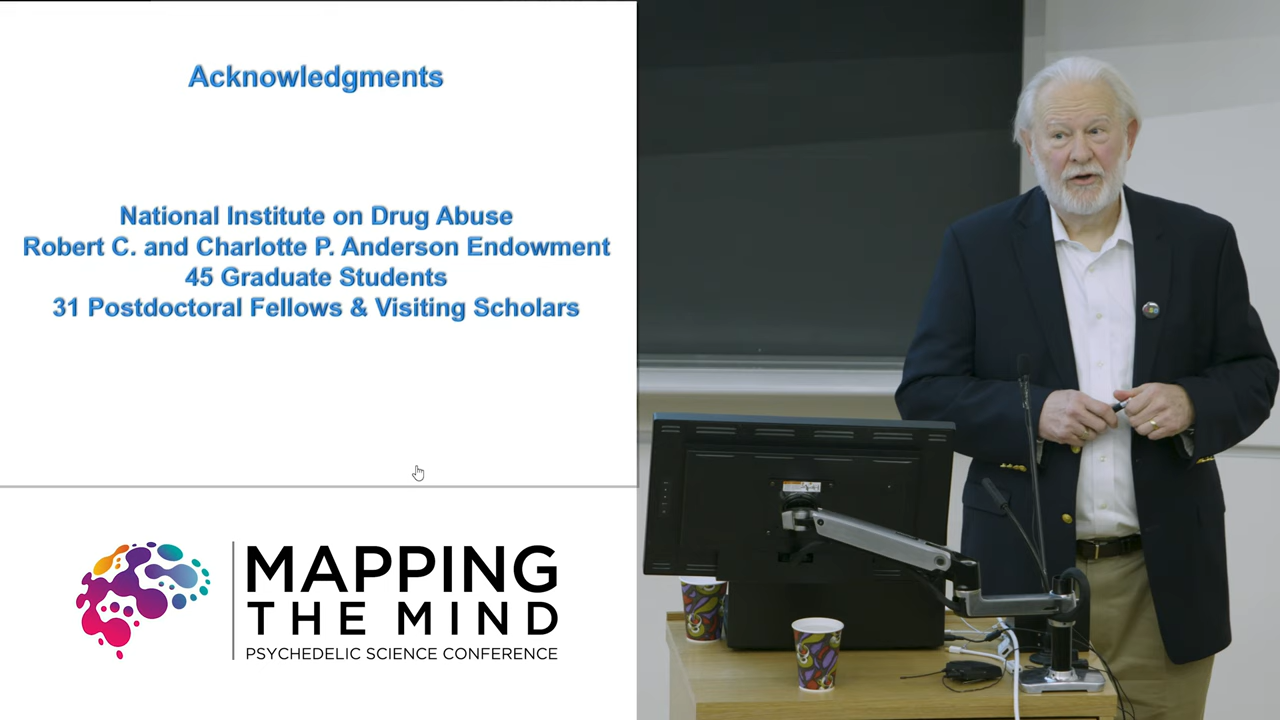 Acknowledgments
National Institute on Drug Abuse
Robert C. and Charlotte P. Anderson Endowment
45 Graduate Students
31 Postdoctoral Fellows & Visiting Scholars
MAPPING
THE MIND
PSYCHEDELIC SCIENCE CONFERENCE